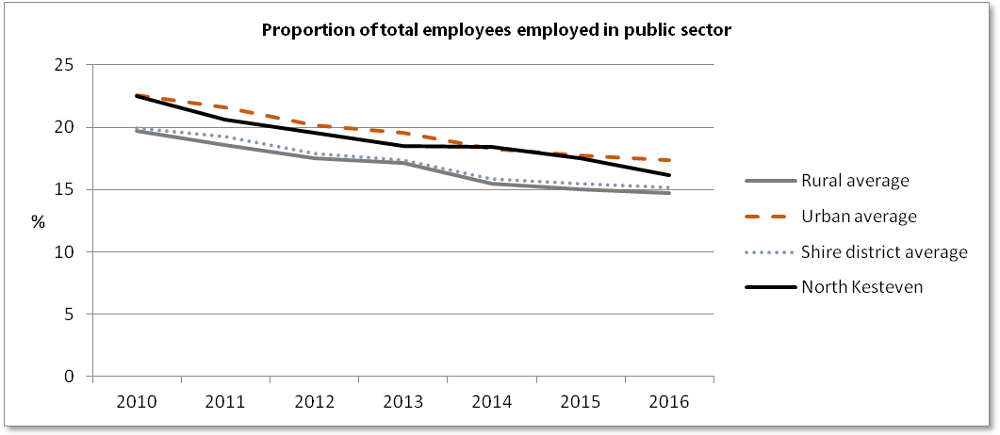 Proportion of total employees employed in public sector
25
20
15
%
10
5
0
2010 2011 2012 2013 2014 2015 2016
Rural average
Urban average
Shire district average
North Kesteven